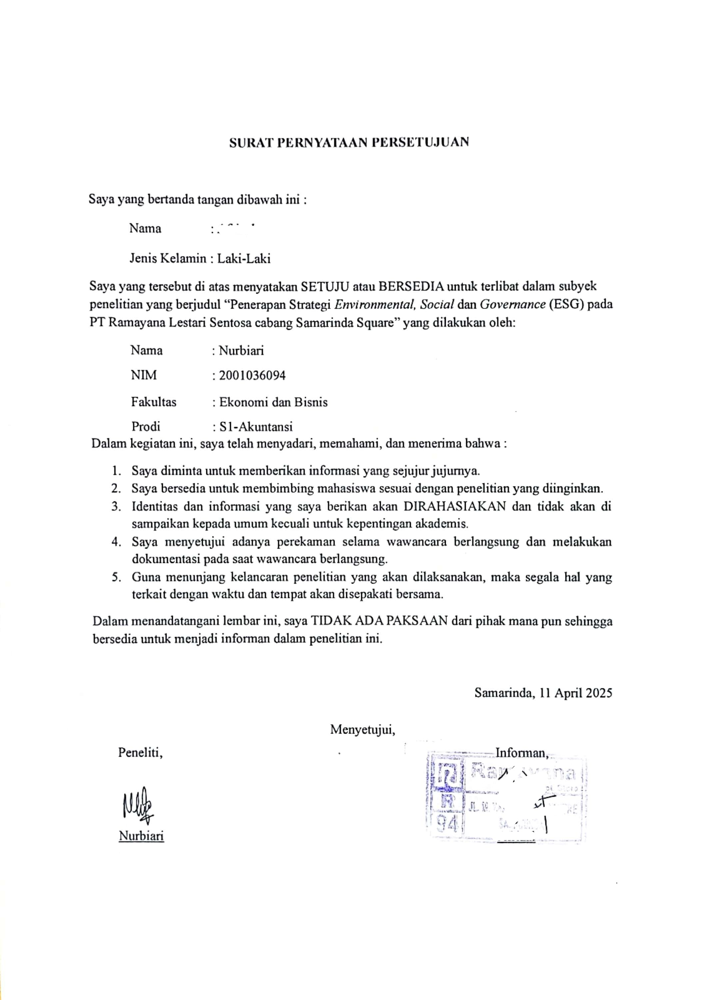 SURAT PERNYATAAN PERSETUJUAN
Saya yang bertanda tangan dibawah ini :
Nama :
Jenis Kelamin : Laki-Laki
Saya yang tersebut di atas menyatakan SETUJU atau BERSEDIA untuk terlibat dalam subyek
penelitian yang berjudul “Penerapan Strategi Environmental, Social dan Governance (ESG) pada
PT Ramayana Lestari Sentosa cabang Samarinda Square” yang dilakukan oleh:
Nama : Nurbiari
NIM : 2001036094
Fakultas : Ekonomi dan Bisnis
Prodi : S1-Akuntansi
Dalam kegiatan ini, saya telah menyadari, memahami, dan menerima bahwa :
1. Saya diminta untuk memberikan informasi yang sejujur jujurnya.
2. Saya bersedia untuk membimbing mahasiswa sesuai dengan penelitian yang diinginkan.
3. Identitas dan informasi yang saya berikan akan DIRAHASIAKAN dan tidak akan di
sampaikan kepada umum kecuali untuk kepentingan akademis.
4. Saya menyetujui adanya perekaman selama wawancara berlangsung dan melakukan
dokumentasi pada saat wawancara berlangsung.
5. Guna menunjang kelancaran penelitian yang akan dilaksanakan, maka segala hal yang
terkait dengan waktu dan tempat akan disepakati bersama.
Dalam menandatangani lembar ini, saya TIDAK ADA PAKSAAN dari pihak mana pun sehingga
bersedia untuk menjadi informan dalam penelitian ini.
Samarinda, 11 April 2025
Menyetujui,
Peneliti, Informan,
R
94
Nurbiari